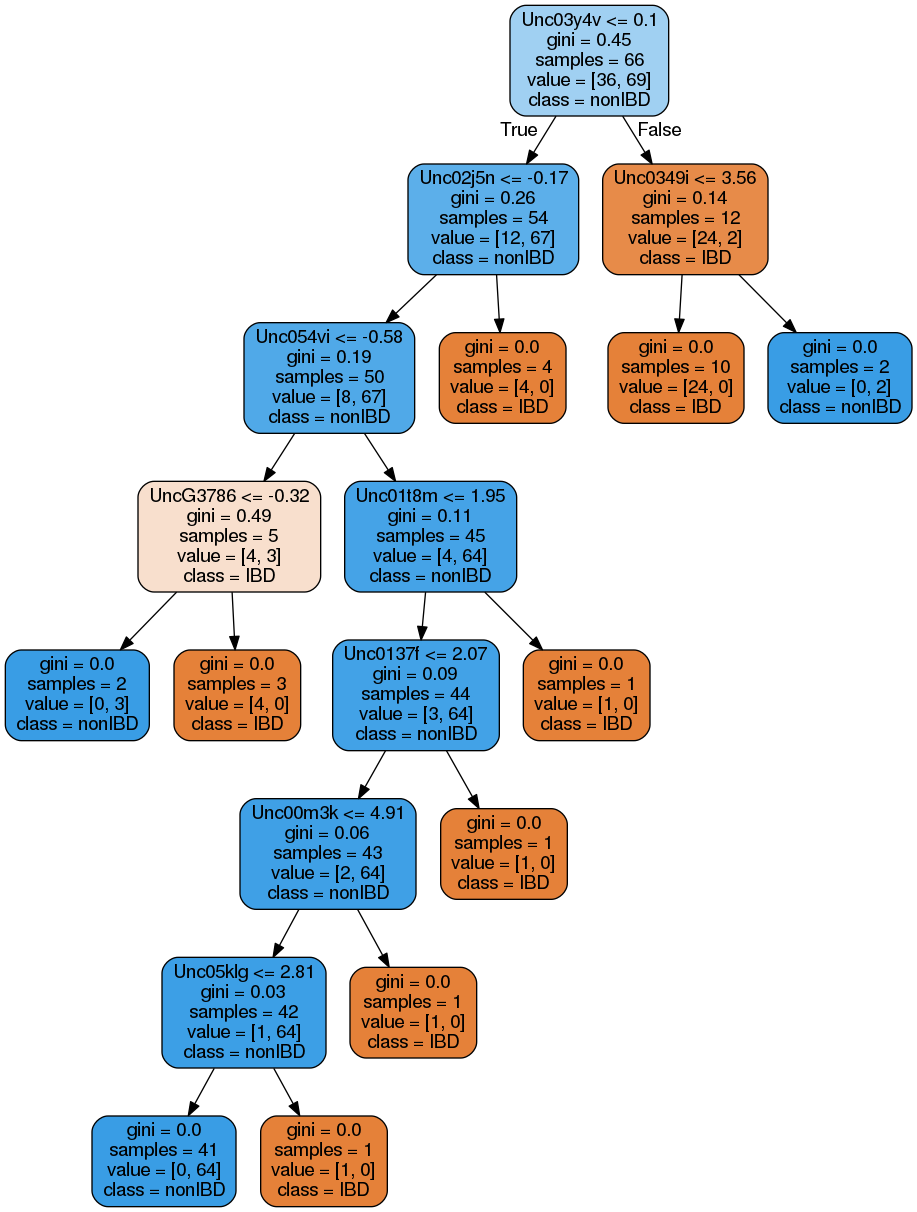 Unc03y4v <= 0.1
gini = 0.45
samples = 66
value = [36, 69]
class = nonIBD
True
False
Unc02j5n <= -0.17
gini = 0.26
samples = 54
value = [12, 67]
class = nonIBD
Unc0349i <= 3.56
gini = 0.14
samples = 12
value = [24, 2]
class = IBD
Unc054vi <= -0.58
gini = 0.19
samples = 50
value = [8, 67]
class = nonIBD
gini = 0.0
samples = 4
value = [4, 0]
class = IBD
gini = 0.0
samples = 10
value = [24, 0]
class = IBD
gini = 0.0
samples = 2
value = [0, 2]
class = nonIBD
UncG3786 <= -0.32
gini = 0.49
samples = 5
value = [4, 3]
class = IBD
Unc01t8m <= 1.95
gini = 0.11
samples = 45
value = [4, 64]
class = nonIBD
gini = 0.0
samples = 2
value = [0, 3]
class = nonIBD
gini = 0.0
samples = 3
value = [4, 0]
class = IBD
Unc0137f <= 2.07
gini = 0.09
samples = 44
value = [3, 64]
class = nonIBD
gini = 0.0
samples = 1
value = [1, 0]
class = IBD
Unc00m3k <= 4.91
gini = 0.06
samples = 43
value = [2, 64]
class = nonIBD
gini = 0.0
samples = 1
value = [1, 0]
class = IBD
Unc05klg <= 2.81
gini = 0.03
samples = 42
value = [1, 64]
class = nonIBD
gini = 0.0
samples = 1
value = [1, 0]
class = IBD
gini = 0.0
samples = 41
value = [0, 64]
class = nonIBD
gini = 0.0
samples = 1
value = [1, 0]
class = IBD